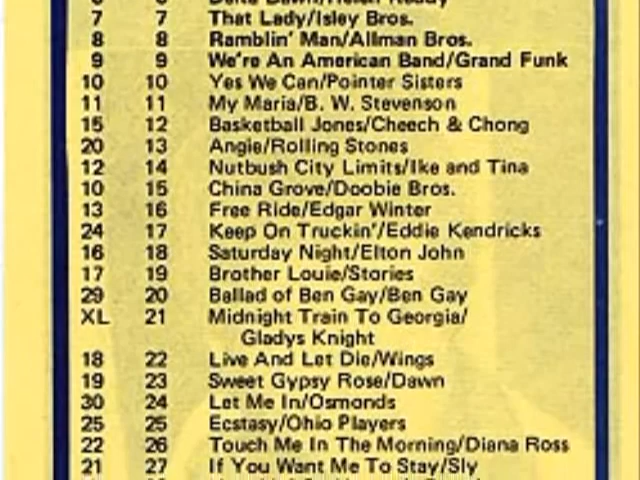 6 6 Delta Dawn/Helen Reddy
7 7 That Lady/Isley Bros.
8 8 Ramblin' Man/Allman Bros.
9 9 We're An American Band/Grand Funk
10 10 Yes We Can/Pointer Sisters
11 11 My Maria/B. W. Stevenson
15 12 Basketball Jones/Cheech & Chong
20 13 Angie/Rolling Stones
12 14 Nutbush City Limits/Ike and Tina
10 15 China Grove/Doobie Bros.
13 16 Free Ride/Edgar Winter
24 17 Keep On Truckin'/Eddie Kendricks
16 18 Saturday Night/Elton John
17 19 Brother Louie/Stories
29 20 Ballad of Ben Gay/Ben Gay
XL 21 Midnight Train To Georgia/
Gladys Knight
18 22 Live And Let Die/Wings
19 23 Sweet Gypsy Rose/Dawn
30 24 Let Me In/Osmonds
25 25 Ecstasy/Ohio Players
22 26 Touch Me In The Morning/Diana Ross
21 27 If You Want Me To Stay/Sly